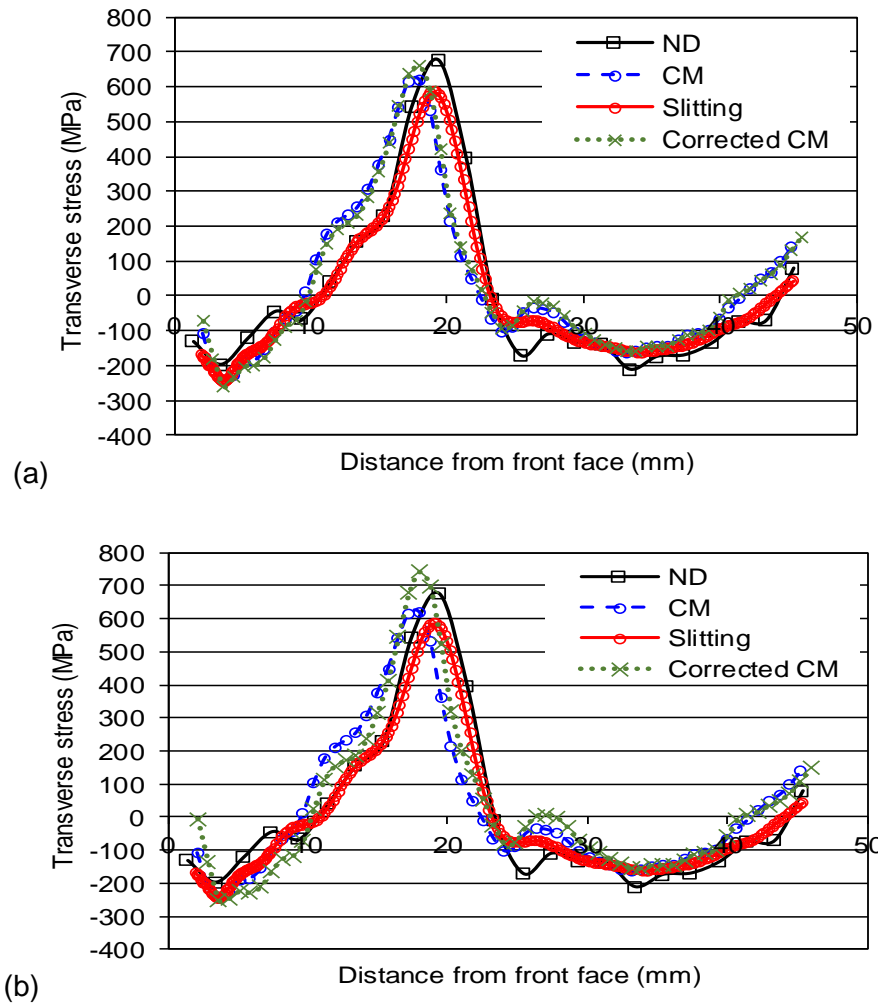 800
700
600
500
400
300
200
100
0
-100
-200
-300
-400
Transverse stress (MPa)
ND
CM
Slitting
Corrected CM
0 10 20 30 40 50
Distance from front face (mm)
(a)
800
700
600
500
400
300
200
100
0
-100
-200
-300
-400
Transverse stress (MPa)
ND
CM
Slitting
Corrected CM
0 10 20 30 40 50
Distance from front face (mm)
(b)